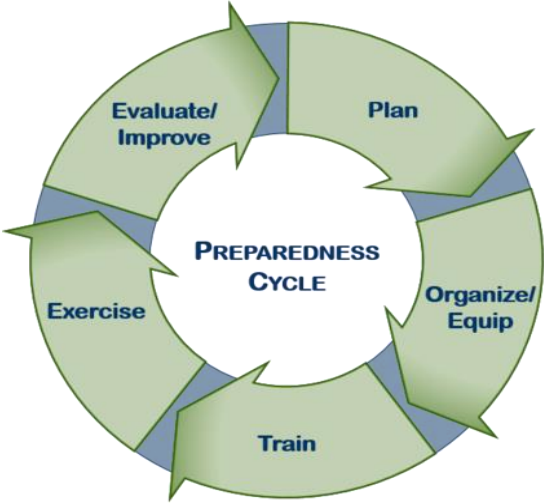 Plan
Organize/
Equip
Train
Exercise
Evaluate/
Improve
PREPAREDNESS
CYCLE